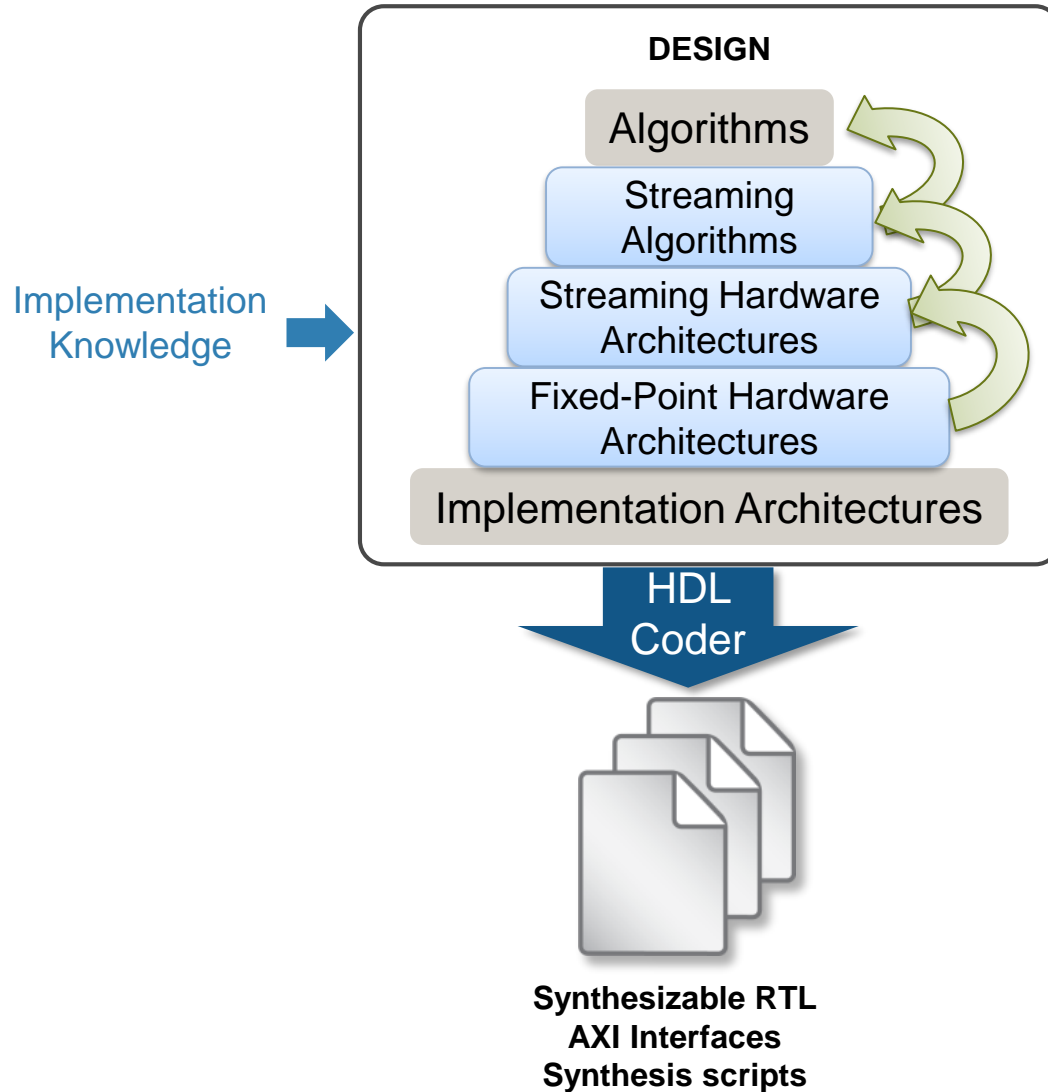 DESIGN
Algorithms
Streaming
Algorithms
Streaming Hardware
Architectures
Fixed-Point Hardware
Architectures
Implementation Architectures
Implementation
Knowledge
HDL
Coder
Synthesizable RTL
AXI Interfaces
Synthesis scripts